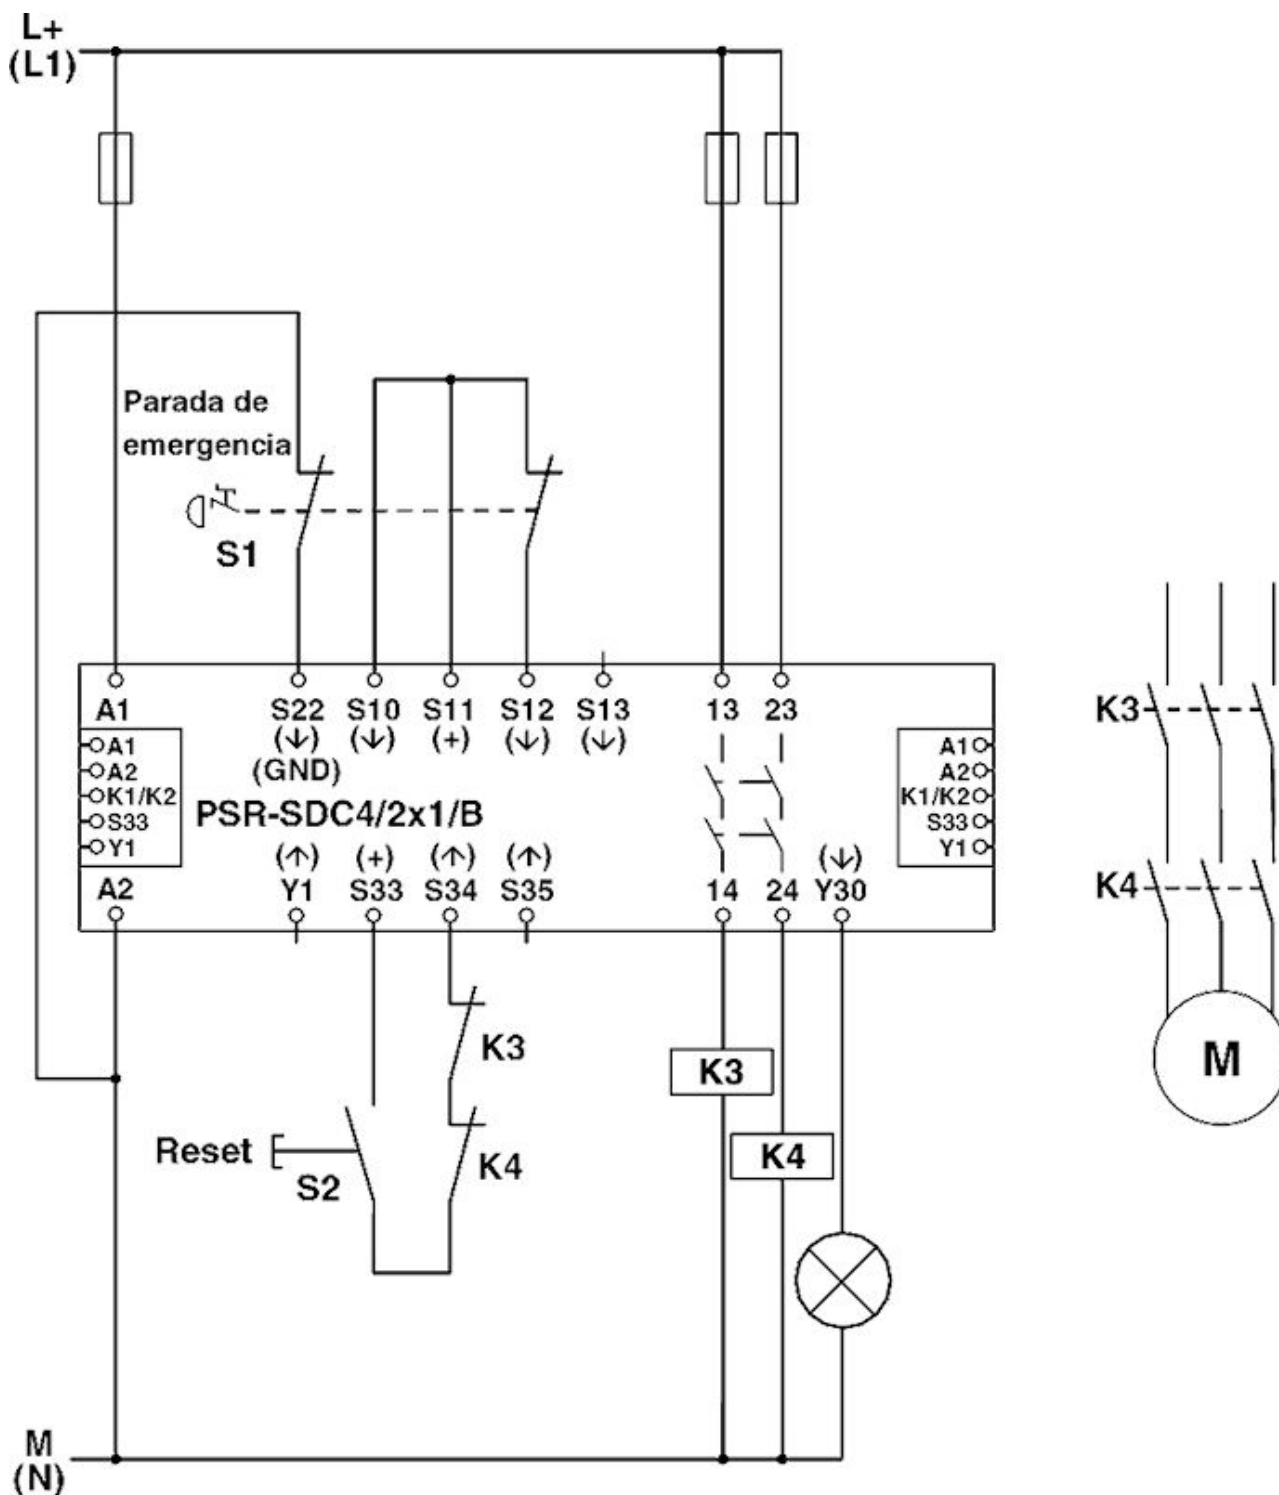 L+
(L1)
Parada de
emergencia
S1
A1 S22 S10 S11 S12 S13 13 23
(↓) (↓) (+) (↓) (↓)
(GND)
A1
A2
K1/K2
S33
Y1
PSR-SDC4/2x1/B
A1
A2
K1/K2
S33
Y1
(↑) (+) (↑) (↑) (↓)
A2 Y1 S33 S34 S35 14 24 Y30
K3
K4
M
K3
K4
Reset
S2
K3
K4
M
(N)